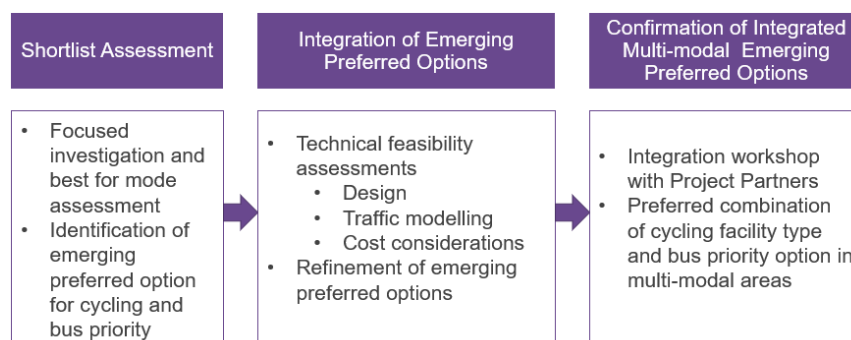 Shortlist Assessment
Integration of Emerging
Preferred Options
Confirmation of Integrated
Multi-modal Emerging
Preferred Options
• Focused
investigation and
best for mode
assessment
• Identification of
emerging
preferred option
for cycling and
bus priority
• Technical feasibility
assessments
• Design
• Traffic modelling
• Cost considerations
• Refinement of emerging
preferred options
• Integration workshop
with Project Partners
• Preferred combination
of cycling facility type
and bus priority option in
multi-modal areas